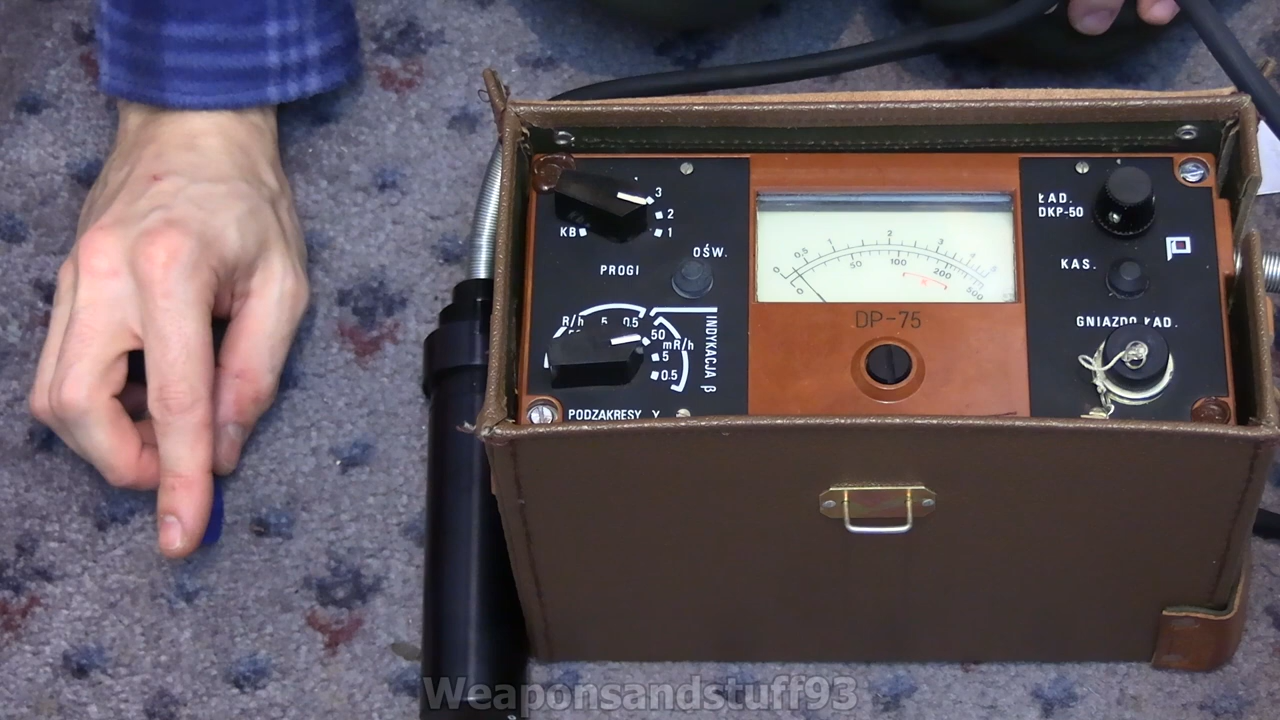 3
2
KB 1
PROGI
OŚW.
R/h 5 0.5
50
mR/h
5
0.5
INDYKACJA β
PODZAKRESY γ
0 0,5 1 2 3 4 5
0 50 100 200 500
DP-75
ŁAD.
DKP-50
KAS.
GNIAZDO ŁAD.
Weaponsandstuff93